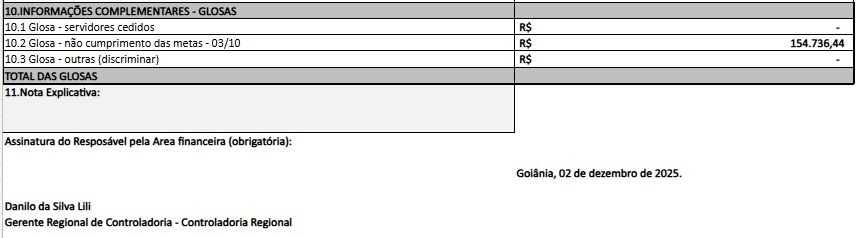 10.INFORMAÇÕES COMPLEMENTARES - GLOSAS
10.1 Glosa - servidores cedidos R$ -
10.2 Glosa - não cumprimento das metas - 03/10 R$ 154.736,44
10.3 Glosa - outras (discriminar) R$ -
TOTAL DAS GLOSAS
11.Nota Explicativa:
Assinatura do Resposável pela Area financeira (obrigatória):
Goiânia, 02 de dezembro de 2025.
Danilo da Silva Lili
Gerente Regional de Controladoria - Controladoria Regional